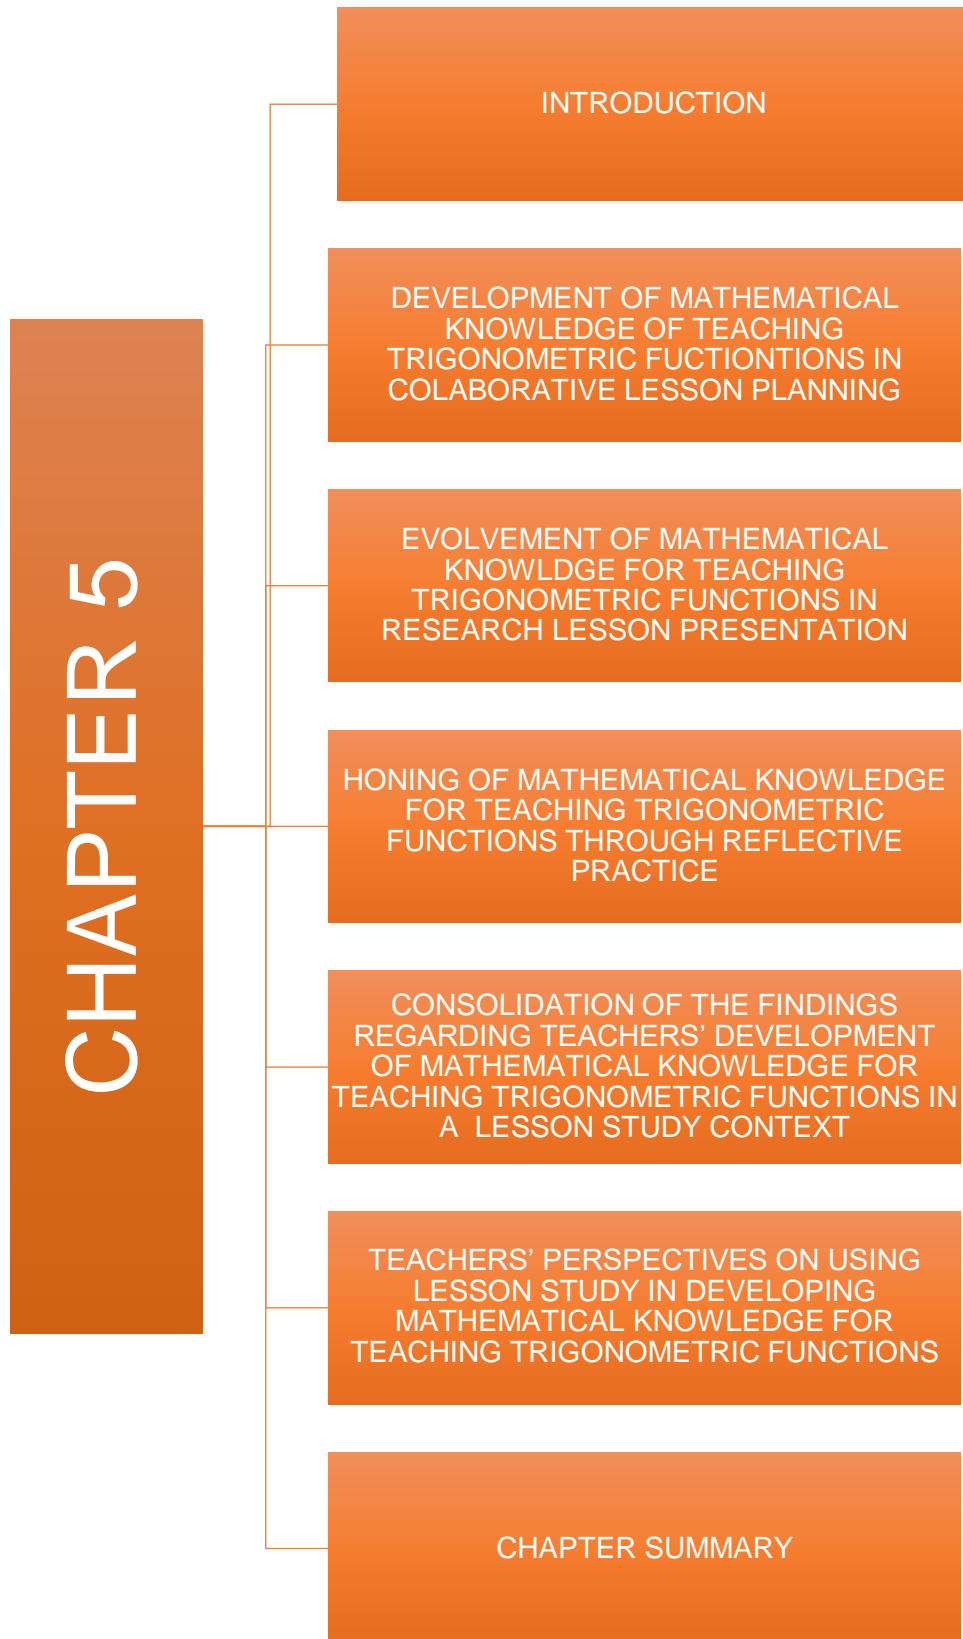 CHAPTER 5
INTRODUCTION
DEVELOPMENT OF MATHEMATICAL
KNOWLEDGE OF TEACHING
TRIGONOMETRIC FUCTIONTIONS IN
COLABORATIVE LESSON PLANNING
EVOLVEMENT OF MATHEMATICAL
KNOWLDGE FOR TEACHING
TRIGONOMETRIC FUNCTIONS IN
RESEARCH LESSON PRESENTATION
HONING OF MATHEMATICAL KNOWLEDGE
FOR TEACHING TRIGONOMETRIC
FUNCTIONS THROUGH REFLECTIVE
PRACTICE
CONSOLIDATION OF THE FINDINGS
REGARDING TEACHERS’ DEVELOPMENT
OF MATHEMATICAL KNOWLEDGE FOR
TEACHING TRIGONOMETRIC FUNCTIONS IN
A LESSON STUDY CONTEXT
TEACHERS’ PERSPECTIVES ON USING
LESSON STUDY IN DEVELOPING
MATHEMATICAL KNOWLEDGE FOR
TEACHING TRIGONOMETRIC FUNCTIONS
CHAPTER SUMMARY